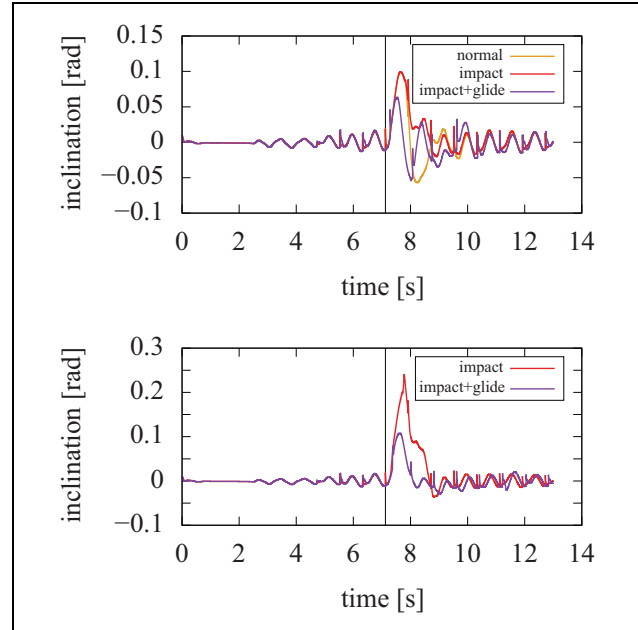 inclination [rad]
0.15
0.1
0.05
0
−0.05
−0.1
normal
impact
impact+glide
0 2 4 6 8 10 12 14
time [s]
inclination [rad]
0.3
0.2
0.1
0
−0.1
impact
impact+glide
0 2 4 6 8 10 12 14
time [s]